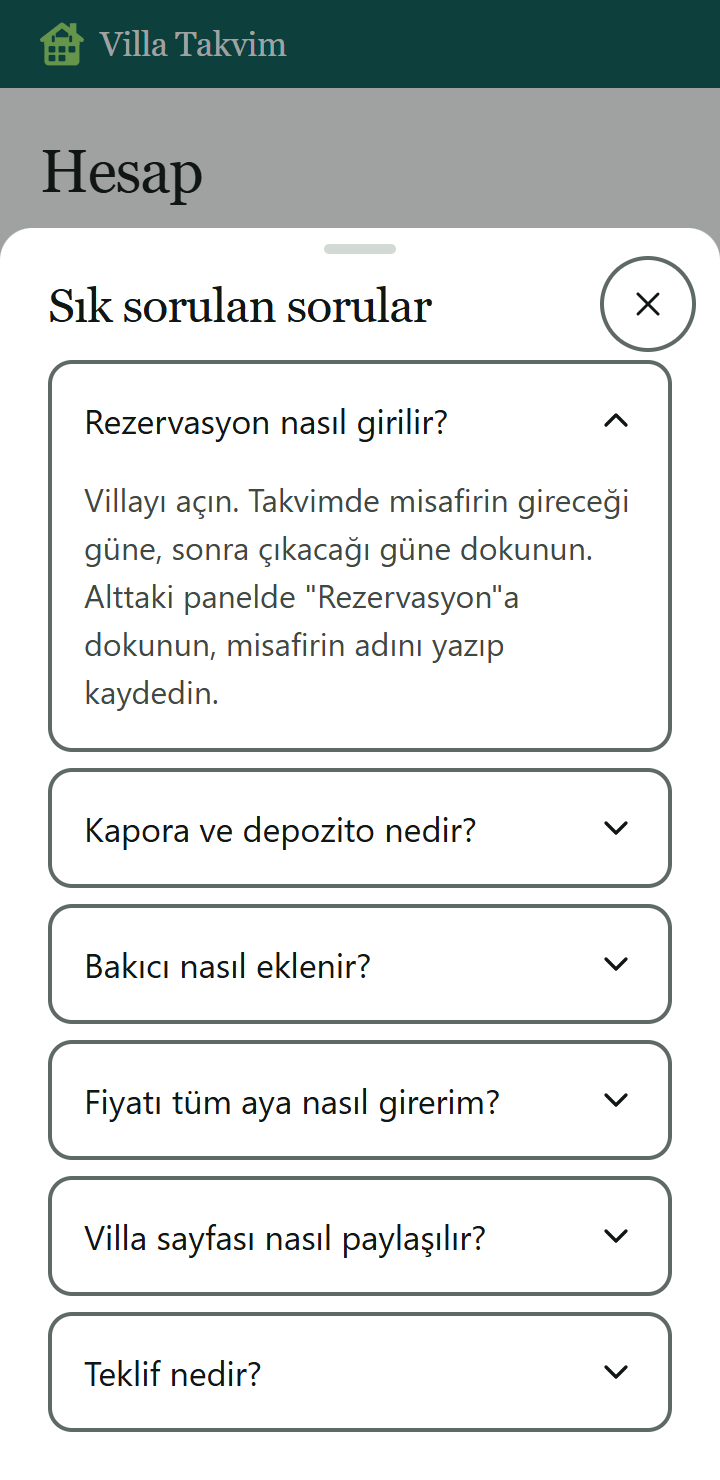 Villa Takvim
Hesap
Sık sorulan sorular
Rezervasyon nasıl girilir?
Villayı açın. Takvimde misafirin gireceği
güne, sonra çıkacağı güne dokunun.
Alttaki panelde "Rezervasyon"a
dokunun, misafirin adını yazıp
kaydedin.
Kapora ve depozito nedir?
Bakıcı nasıl eklenir?
Fiyatı tüm aya nasıl girerim?
Villa sayfası nasıl paylaşılır?
Teklif nedir?